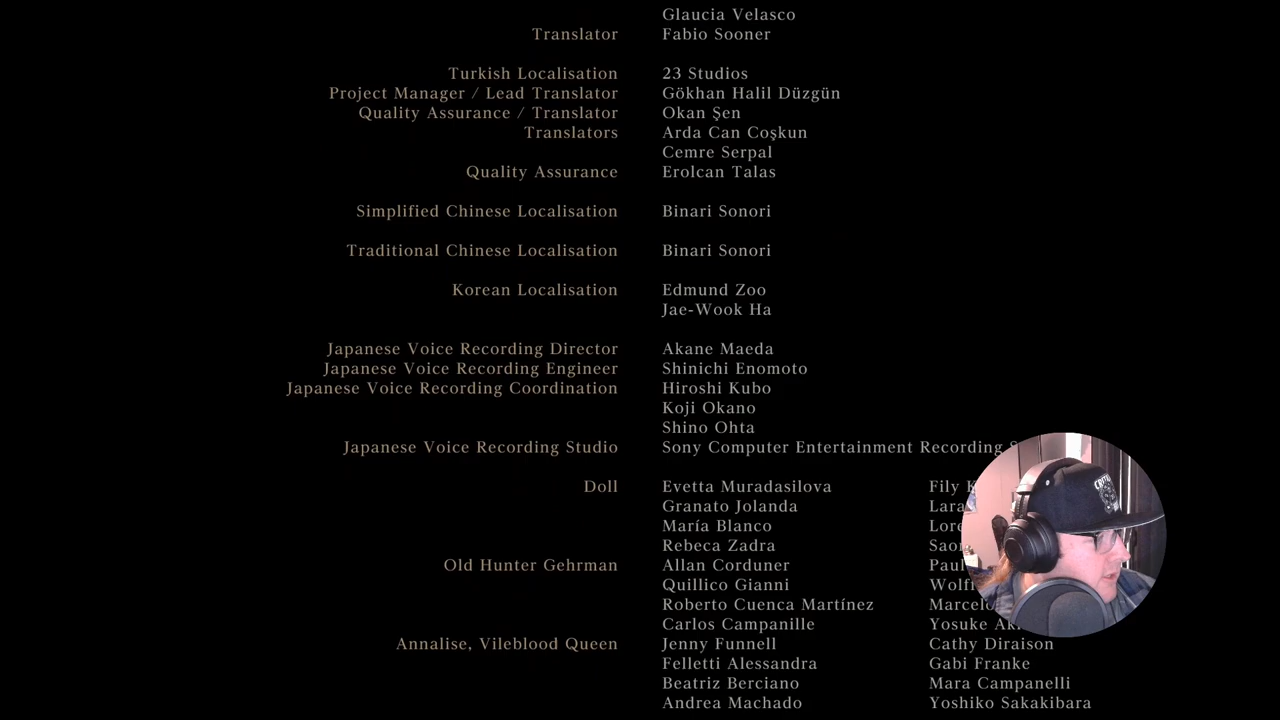 Glaucia Velasco
Translator Fabio Sooner
Turkish Localisation 23 Studios
Project Manager / Lead Translator Gökhan Halil Düzgün
Quality Assurance / Translator Okan Şen
Translators Arda Can Coşkun
Cemre Serpal
Quality Assurance Erolcan Talas
Simplified Chinese Localisation Binari Sonori
Traditional Chinese Localisation Binari Sonori
Korean Localisation Edmund Zoo
Jae-Wook Ha
Japanese Voice Recording Director Akane Maeda
Japanese Voice Recording Engineer Shinichi Enomoto
Japanese Voice Recording Coordination Hiroshi Kubo
Koji Okano
Shino Ohta
Japanese Voice Recording Studio Sony Computer Entertainment Recording
Doll Evetta Muradasilova Fily
Granato Jolanda Lara
María Blanco
Rebeca Zadra
Old Hunter Gehrman Allan Corduner Paul
Quillico Gianni
Roberto Cuenca Martínez Marcelo
Carlos Campanille Yosuke
Annalise, Vileblood Queen Jenny Funnell Cathy Diraison
Felletti Alessandra Gabi Franke
Beatriz Berciano Mara Campanelli
Andrea Machado Yoshiko Sakakibara